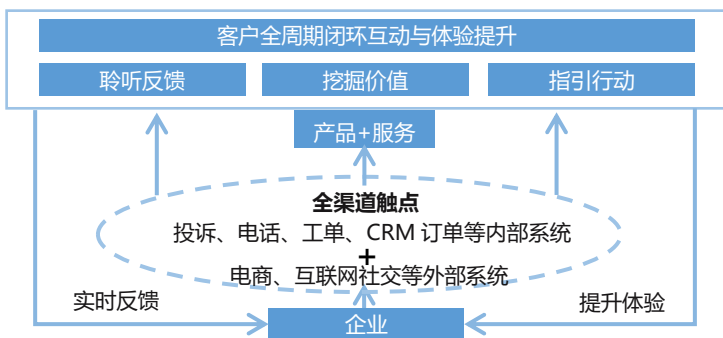 客户全周期闭环互动与体验提升
聆听反馈
挖掘价值
指引行动
产品+服务
全渠道触点
投诉、电话、工单、CRM 订单等内部系统
+
电商、互联网社交等外部系统
实时反馈
提升体验
企业